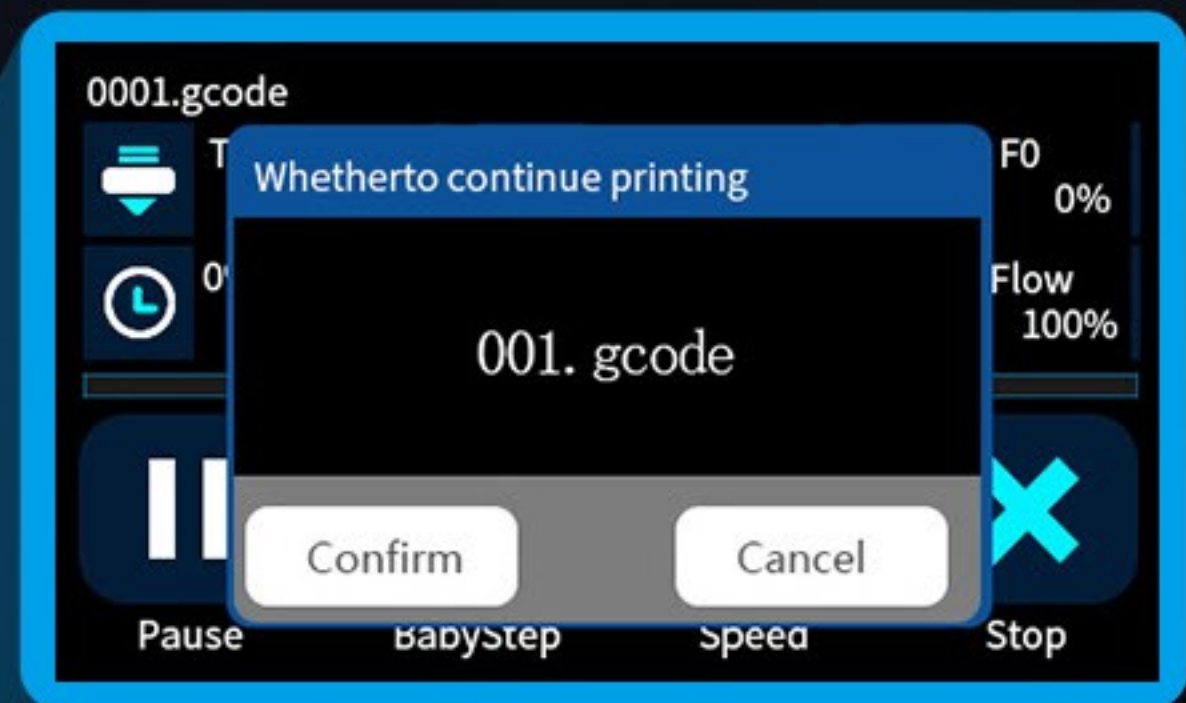 0001.gcode
Whetherto continue printing
F0
0%
Flow
100%
001. gcode
Confirm
Cancel
Pause
BabyStep
Speed
Stop